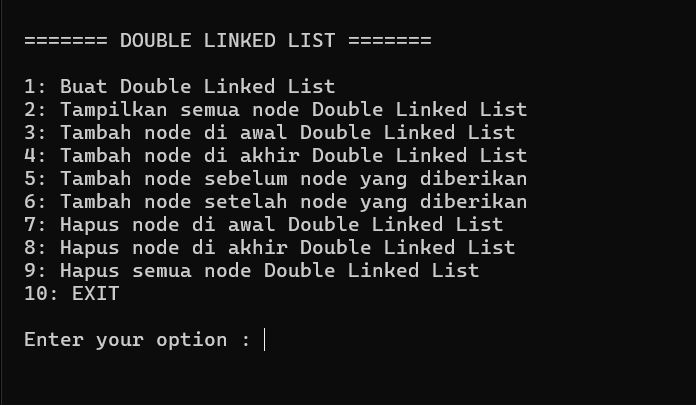 ======= DOUBLE LINKED LIST =======
1: Buat Double Linked List
2: Tampilkan semua node Double Linked List
3: Tambah node di awal Double Linked List
4: Tambah node di akhir Double Linked List
5: Tambah node sebelum node yang diberikan
6: Tambah node setelah node yang diberikan
7: Hapus node di awal Double Linked List
8: Hapus node di akhir Double Linked List
9: Hapus semua node Double Linked List
10: EXIT
Enter your option :